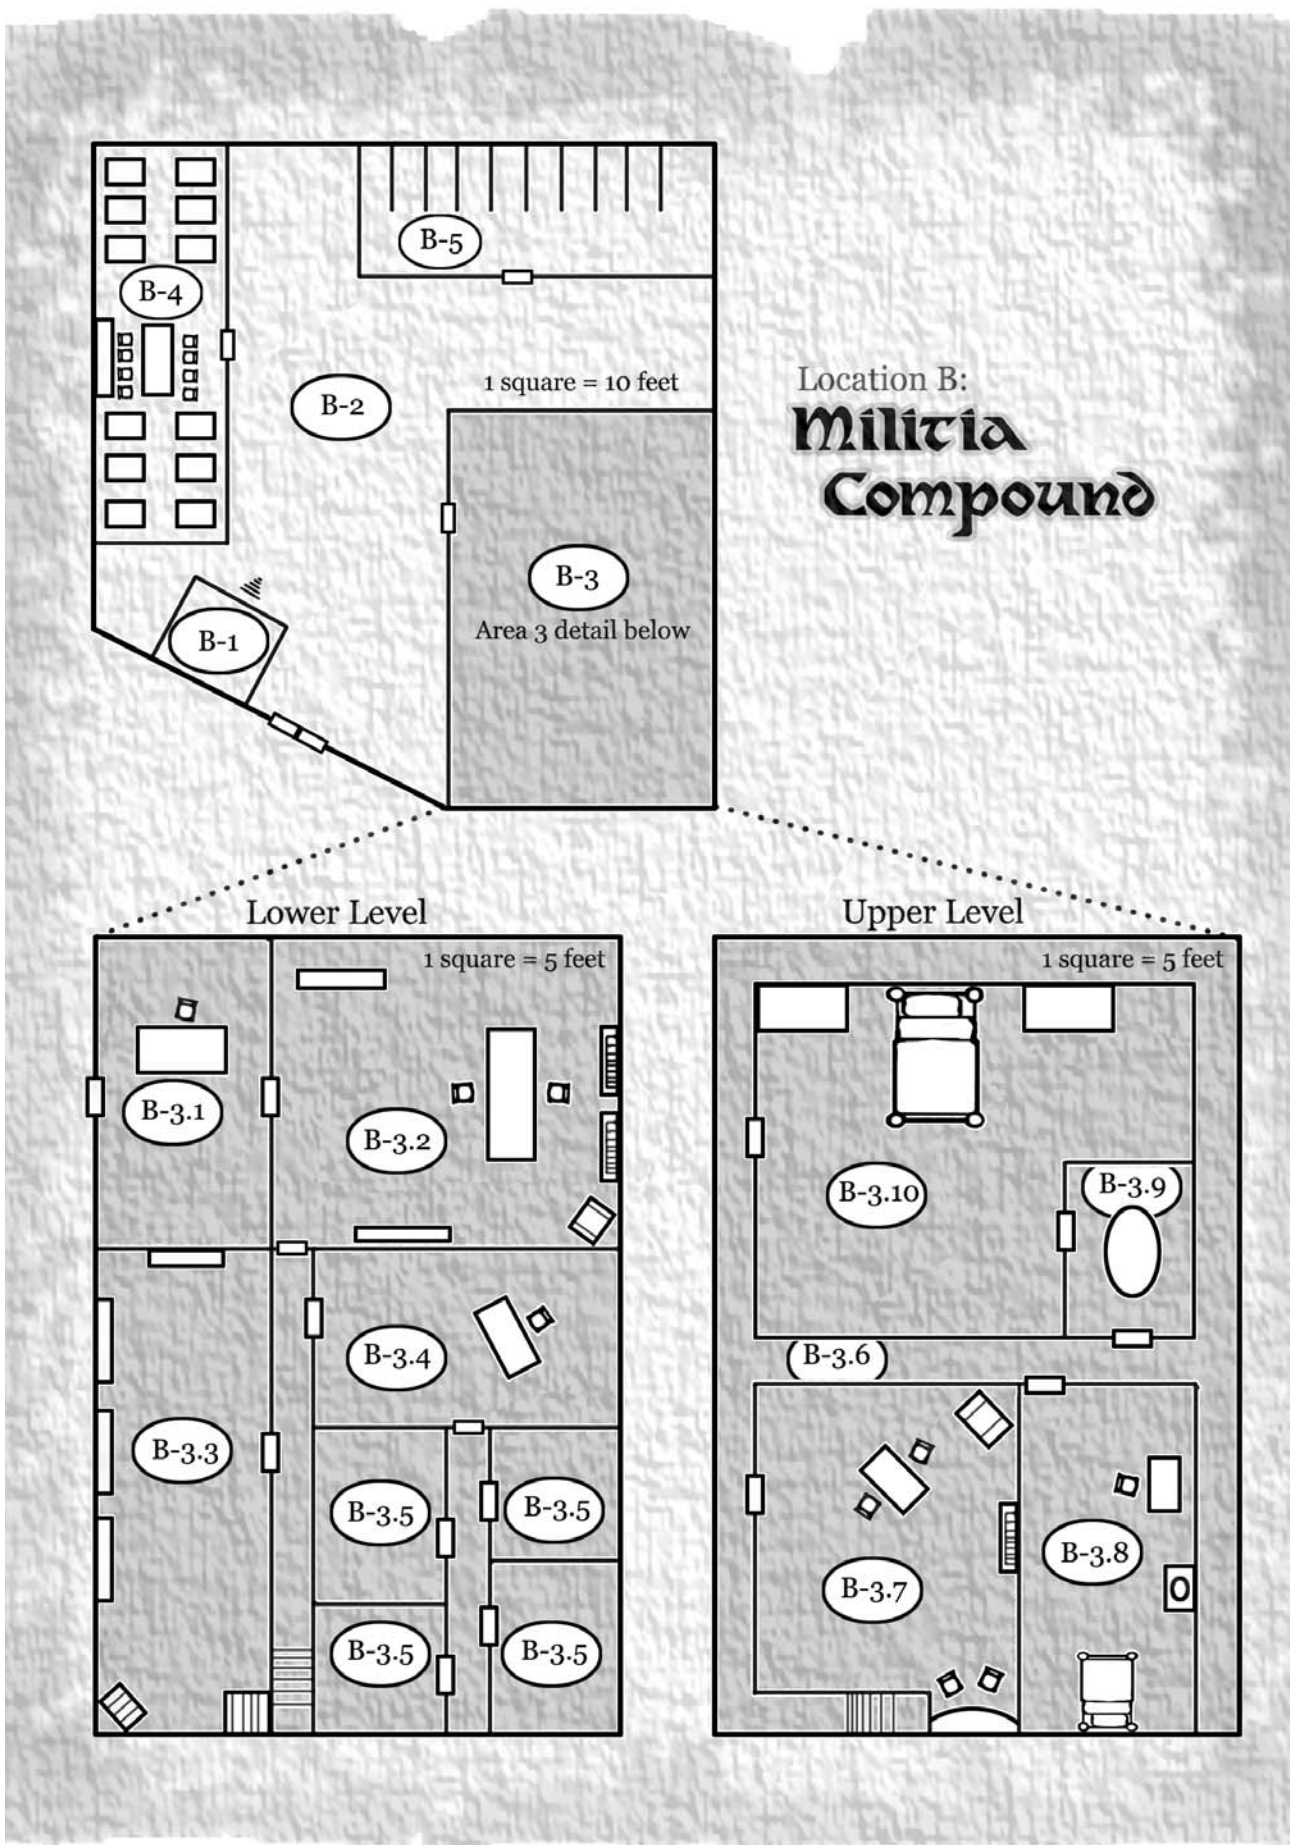 B-5
B-4
1 square = 10 feet
Location B:
B-2
Militia
Compound
B-3
Area 3 detail below
B-1
Lower Level
Upper Level
1 square = 5 feet
1 square = 5 feet
B-3.1
B-3.2
B-3.10
B-3.9
B-3.4
B-3.6
B-3.3
B-3.5
B-3.5
B-3.8
B-3.7
B-3.5
B-3.5